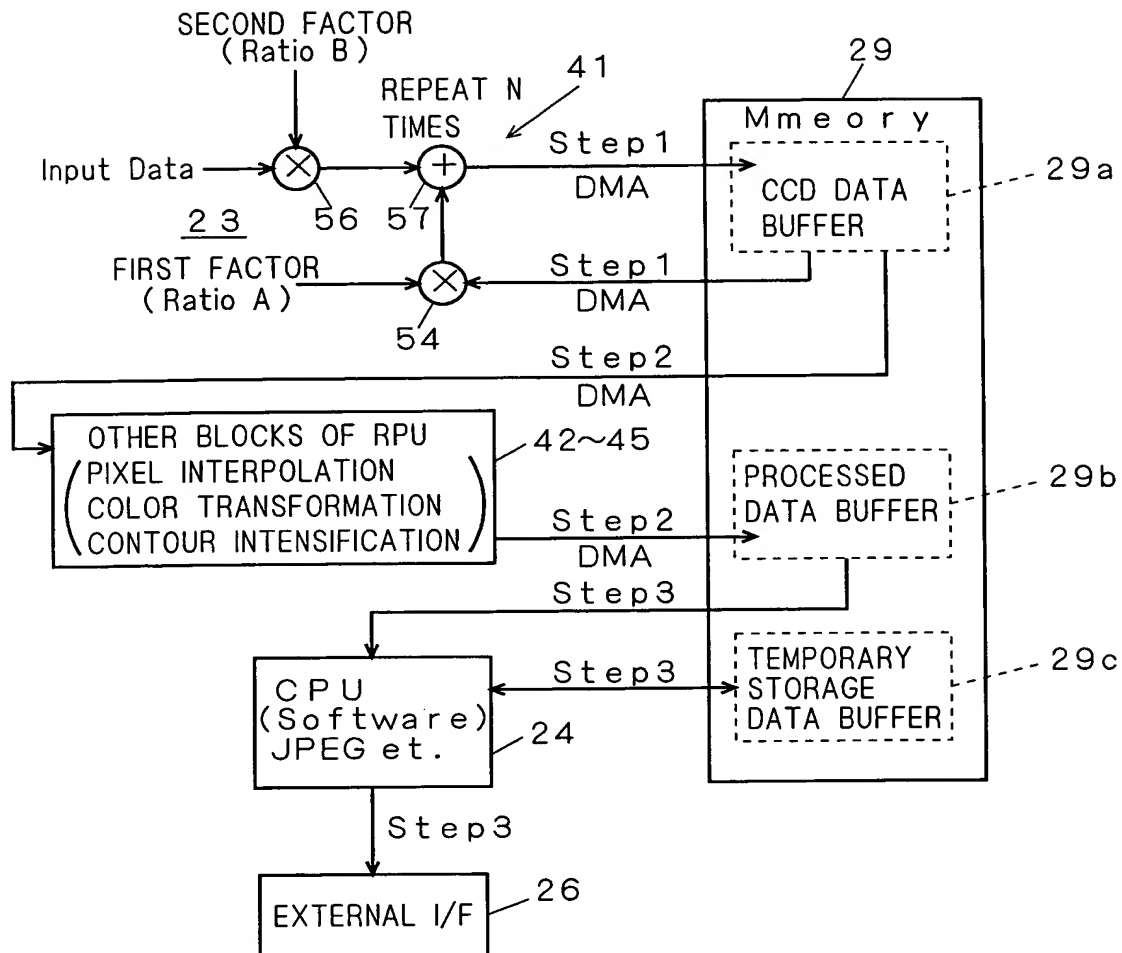 SECOND FACTOR
(Ratio B)
REPEAT N
TIMES
41
29
Mmeory
Input Data
×
+
Step1
DMA
CCD DATA
BUFFER
29a
56
57
23
FIRST FACTOR
(Ratio A)
×
54
Step1
DMA
Step2
DMA
OTHER BLOCKS OF RPU
PIXEL INTERPOLATION
COLOR TRANSFORMATION
CONTOUR INTENSIFICATION
42~45
Step2
DMA
PROCESSED
DATA BUFFER
29b
Step3
CPU
(Software)
JPEG et.
24
Step3
TEMPORARY
STORAGE
DATA BUFFER
29c
Step3
EXTERNAL I/F
26